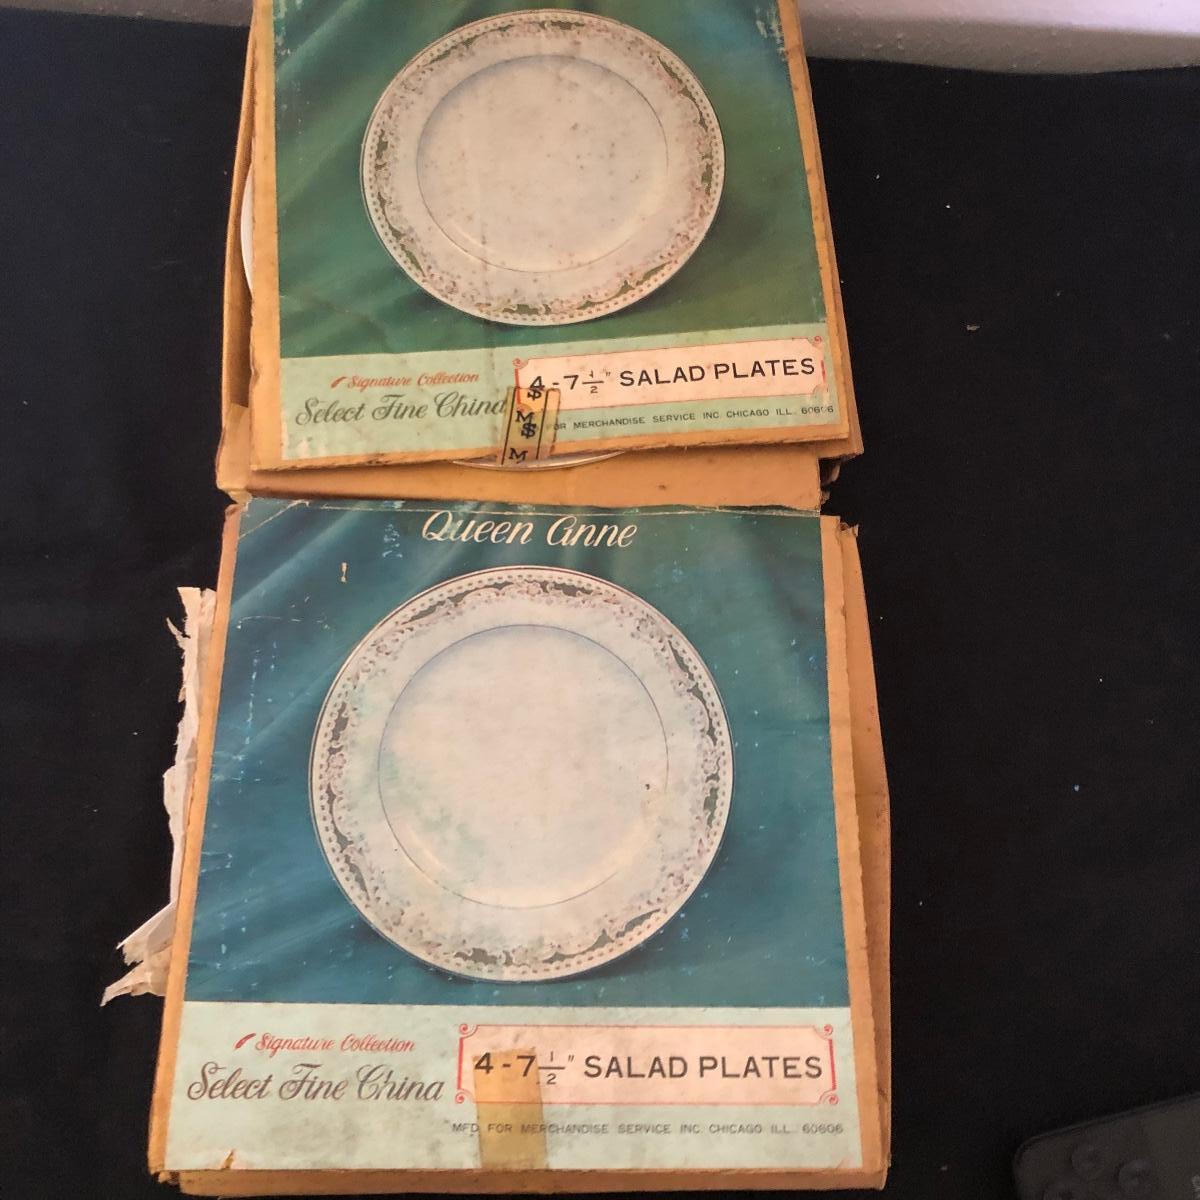 Signature Collection
Select Fine China
4-7 1/2" SALAD PLATES
FOR MERCHANDISE SERVICE INC. CHICAGO ILL. 60606
M$
M
Queen Anne
Signature Collection
Select Fine China
4-7 1/2" SALAD PLATES
MFD. FOR MERCHANDISE SERVICE INC. CHICAGO ILL. 60606